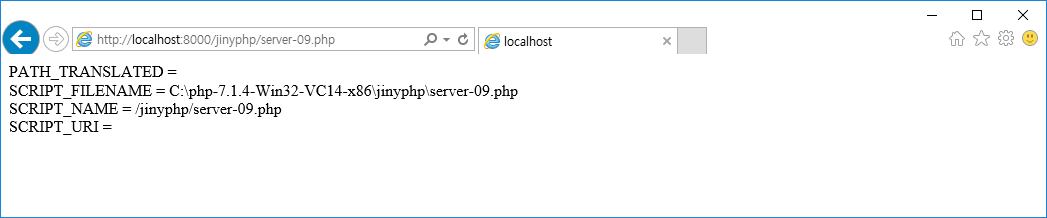 http://localhost:8000/jinyphp/server-09.php
localhost
PATH_TRANSLATED =
SCRIPT_FILENAME = C:\php-7.1.4-Win32-VC14-x86\jinyphp\server-09.php
SCRIPT_NAME = /jinyphp/server-09.php
SCRIPT_URI =